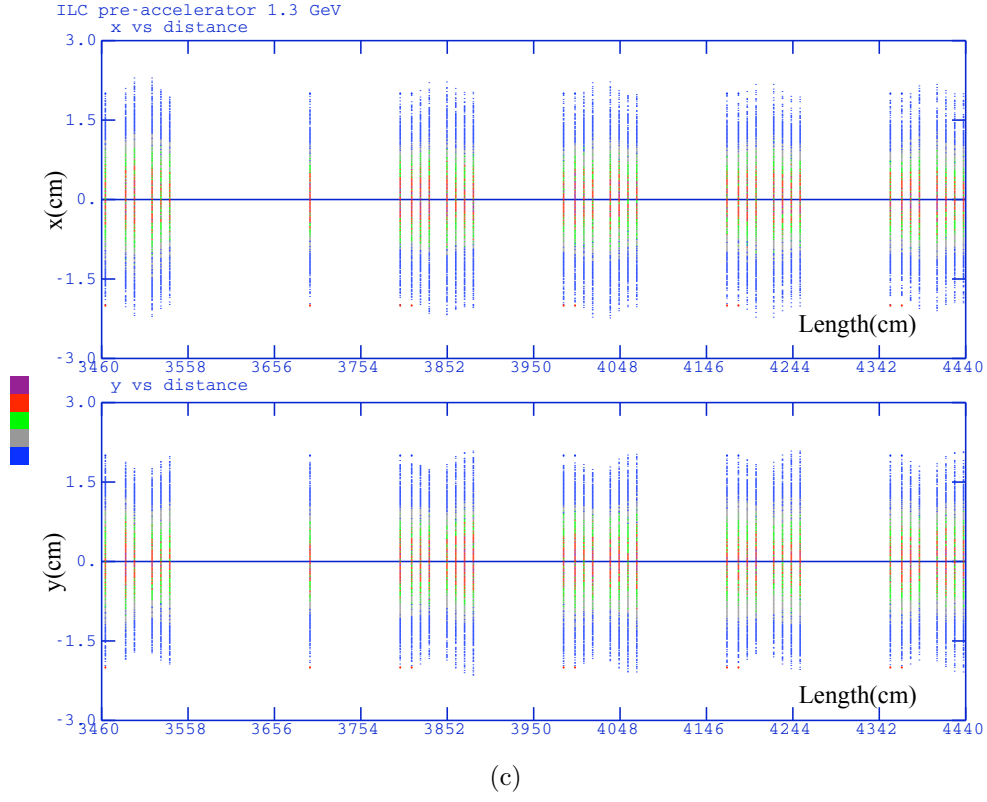 ILC pre-accelerator 1.3 GeV
x vs distance
3.0
1.5
0.
-1.5
-3.0
x(cm)
Length(cm)
3460 3558 3656 3754 3852 3950 4048 4146 4244 4342 4440
y vs distance
3.0
1.5
0.
-1.5
-3.0
y(cm)
Length(cm)
3460 3558 3656 3754 3852 3950 4048 4146 4244 4342 4440
(c)